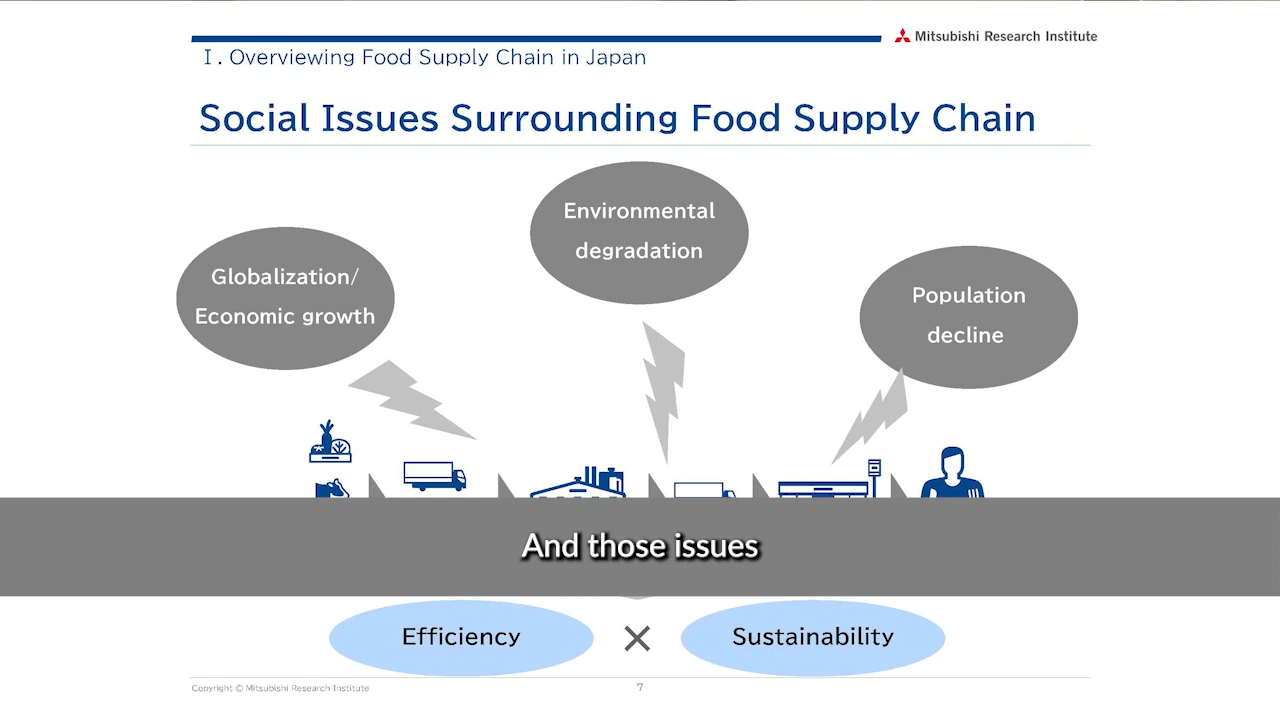 Mitsubishi Research Institute
Ⅰ. Overviewing Food Supply Chain in Japan
Social Issues Surrounding Food Supply Chain
Environmental
degradation
Globalization/
Economic growth
Population
decline
And those issues
Efficiency × Sustainability
Copyright © Mitsubishi Research Institute
7